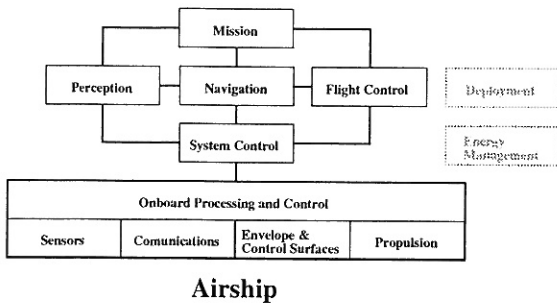 Mission
Perception
Navigation
Flight Control
Deployment
System Control
Energy
Management
Onboard Processing and Control
Sensors
Comunications
Envelope &
Control Surfaces
Propulsion
Airship